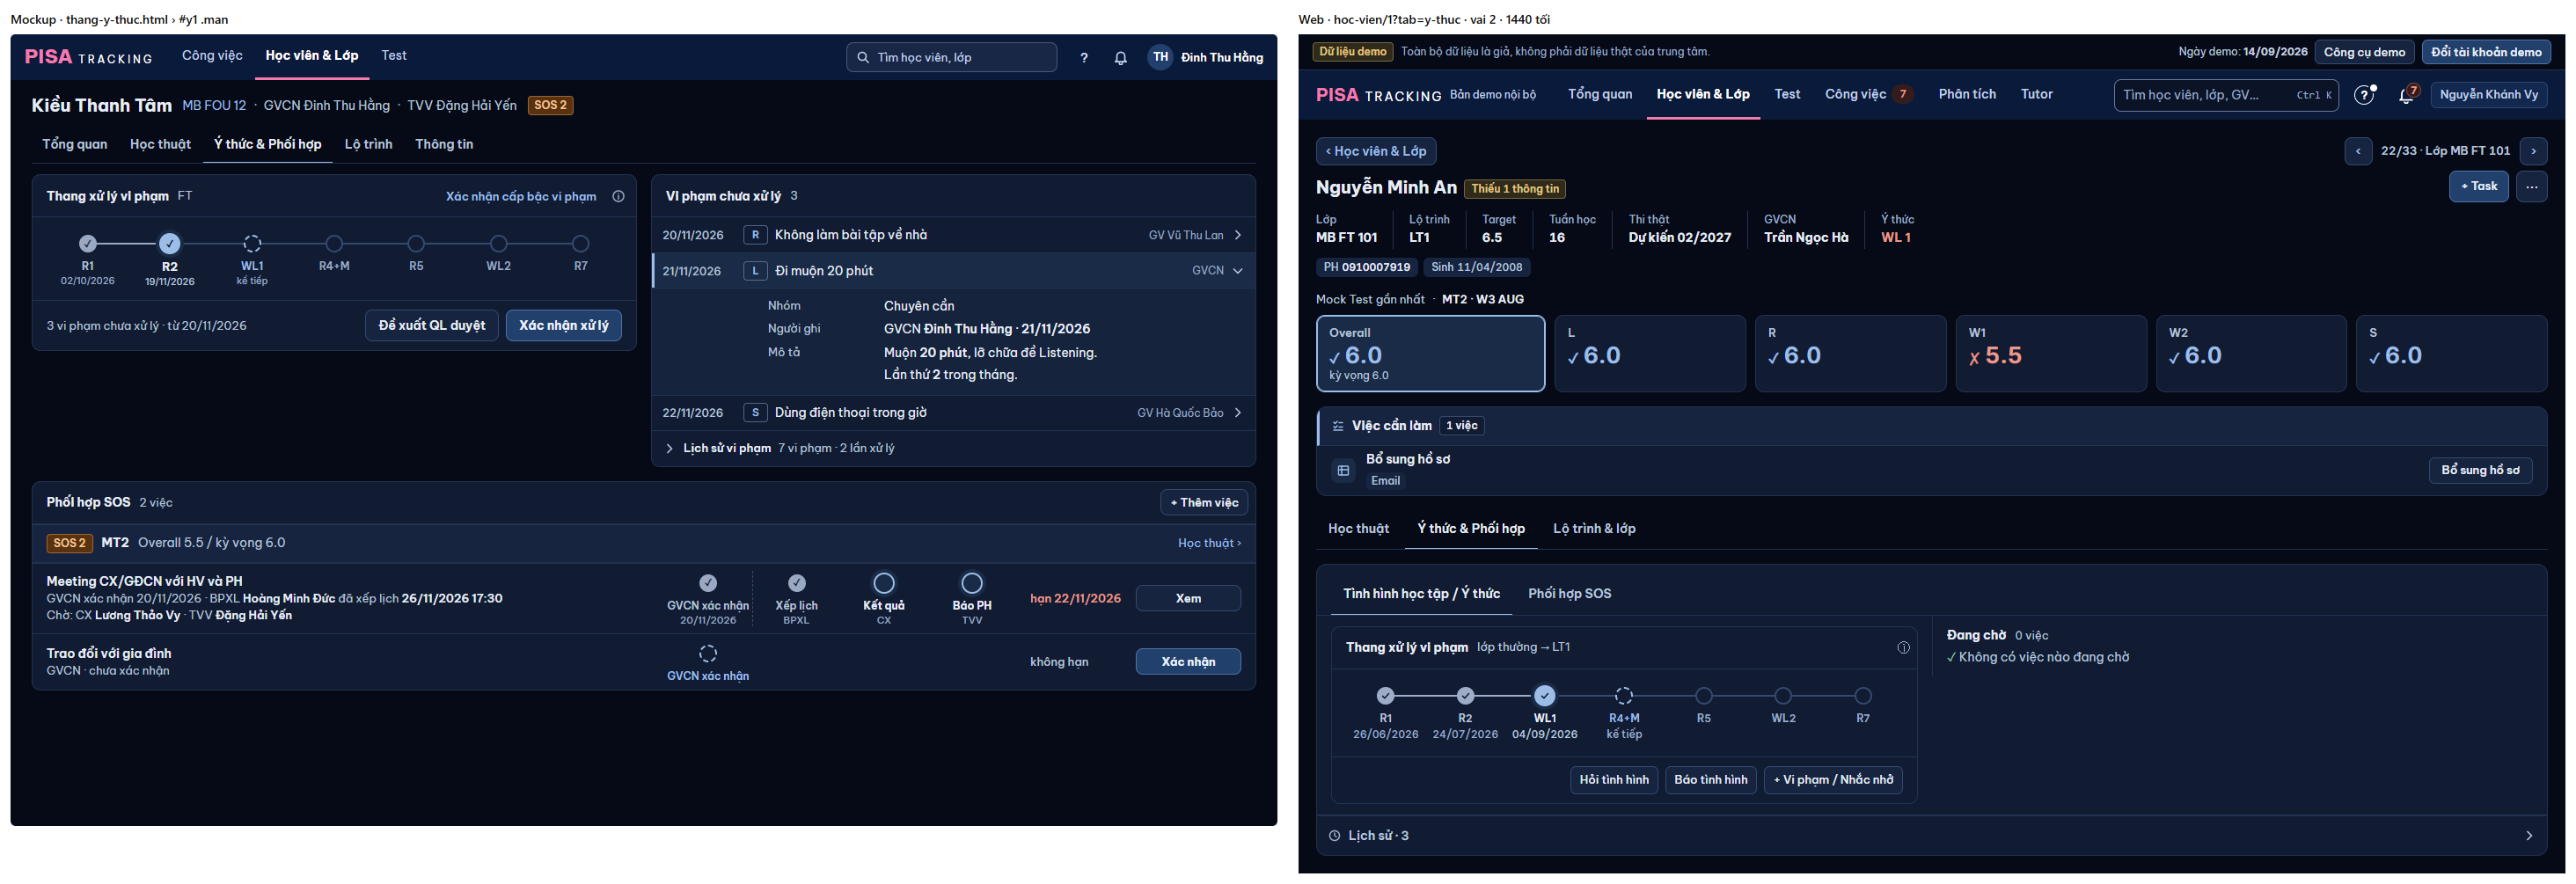 Mockup · thang-y-thuc.html › #y1 .man
PISA TRACKING Công việc Học viên & Lớp Test Tìm học viên, lớp ? TH Đinh Thu Hằng
Kiều Thanh Tâm MB FOU 12 · GVCN Đinh Thu Hằng · TVV Đặng Hải Yến SOS 2
Tổng quan Học thuật Ý thức & Phối hợp Lộ trình Thông tin
Thang xử lý vi phạm FT Xác nhận cấp bậc vi phạm
R1 R2 WL1 R4+M R5 WL2 R7
02/10/2026 19/11/2026 kế tiếp
3 vi phạm chưa xử lý · từ 20/11/2026 Đề xuất QL duyệt Xác nhận xử lý
Vi phạm chưa xử lý 3
20/11/2026 R Không làm bài tập về nhà GV Vũ Thu Lan
21/11/2026 L Đi muộn 20 phút GVCN
Nhóm Chuyên cần
Người ghi GVCN Đinh Thu Hằng · 21/11/2026
Mô tả Muộn 20 phút, lỡ chữa đề Listening.
Lần thứ 2 trong tháng.
22/11/2026 S Dùng điện thoại trong giờ GV Hà Quốc Bảo
Lịch sử vi phạm 7 vi phạm · 2 lần xử lý
Phối hợp SOS 2 việc + Thêm việc
SOS 2 MT2 Overall 5.5 / kỳ vọng 6.0 Học thuật ›
Meeting CX/GĐCN với HV và PH
GVCN xác nhận 20/11/2026 · BPXL Hoàng Minh Đức đã xếp lịch 26/11/2026 17:30
Chờ: CX Lương Thảo Vy · TVV Đặng Hải Yến
GVCN xác nhận Xếp lịch Kết quả Báo PH
20/11/2026 BPXL CX TVV
hạn 22/11/2026 Xem
Trao đổi với gia đình
GVCN · chưa xác nhận
GVCN xác nhận
không hạn Xác nhận
Web · hoc-vien/1?tab=y-thuc · vai 2 · 1440 tối
Dữ liệu demo Toàn bộ dữ liệu là giả, không phải dữ liệu thật của trung tâm. Ngày demo: 14/09/2026 Công cụ demo Đổi tài khoản demo
PISA TRACKING Bản demo nội bộ Tổng quan Học viên & Lớp Test Công việc 7 Phân tích Tutor Tìm học viên, lớp, GV... Ctrl K ? 7 Nguyễn Khánh Vy
‹ Học viên & Lớp ‹ 22/33 · Lớp MB FT 101 ›
Nguyễn Minh An Thiếu 1 thông tin + Task ...
Lớp Lộ trình Target Tuần học Thi thật GVCN Ý thức
MB FT 101 LT1 6.5 16 Dự kiến 02/2027 Trần Ngọc Hà WL 1
PH 0910007919 Sinh 11/04/2008
Mock Test gần nhất · MT2 · W3 AUG
Overall L R W1 W2 S
✓ 6.0 ✓ 6.0 ✓ 6.0 ✗ 5.5 ✓ 6.0 ✓ 6.0
kỳ vọng 6.0
Việc cần làm 1 việc
Bổ sung hồ sơ
Email
Bổ sung hồ sơ
Học thuật Ý thức & Phối hợp Lộ trình & lớp
Tình hình học tập / Ý thức Phối hợp SOS
Thang xử lý vi phạm lớp thường → LT1
R1 R2 WL1 R4+M R5 WL2 R7
26/06/2026 24/07/2026 04/09/2026 kế tiếp
Hỏi tình hình Báo tình hình + Vi phạm / Nhắc nhở
Đang chờ 0 việc
✓ Không có việc nào đang chờ
Lịch sử · 3